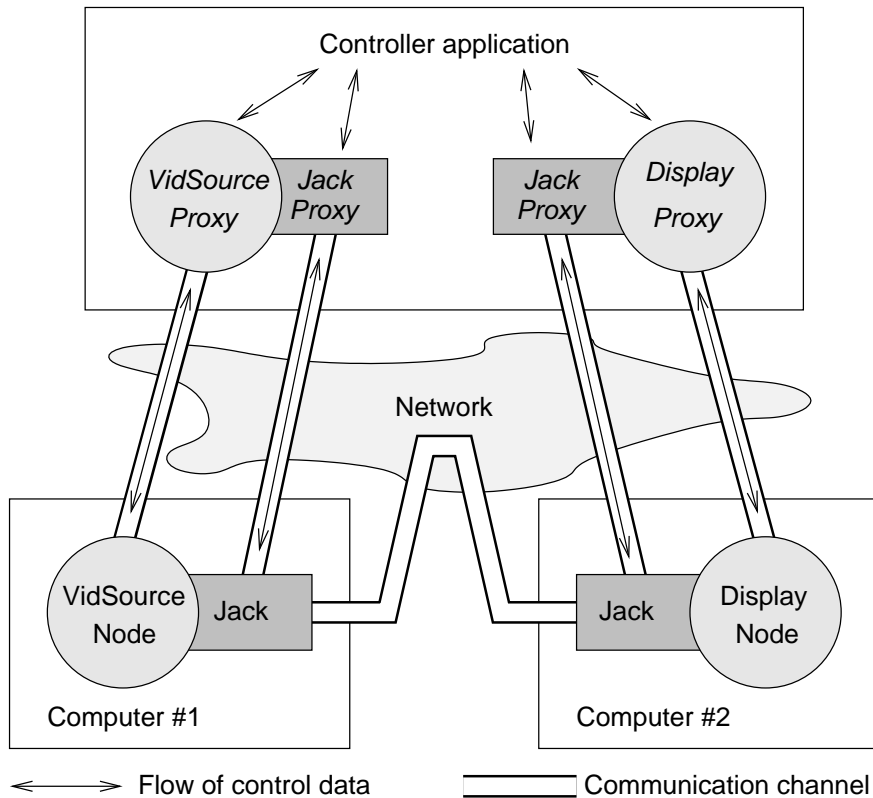 Controller application
VidSource
Proxy
Jack
Proxy
Jack
Proxy
Display
Proxy
Network
VidSource
Node
Jack
Jack
Display
Node
Computer #1
Computer #2
Flow of control data
Communication channel